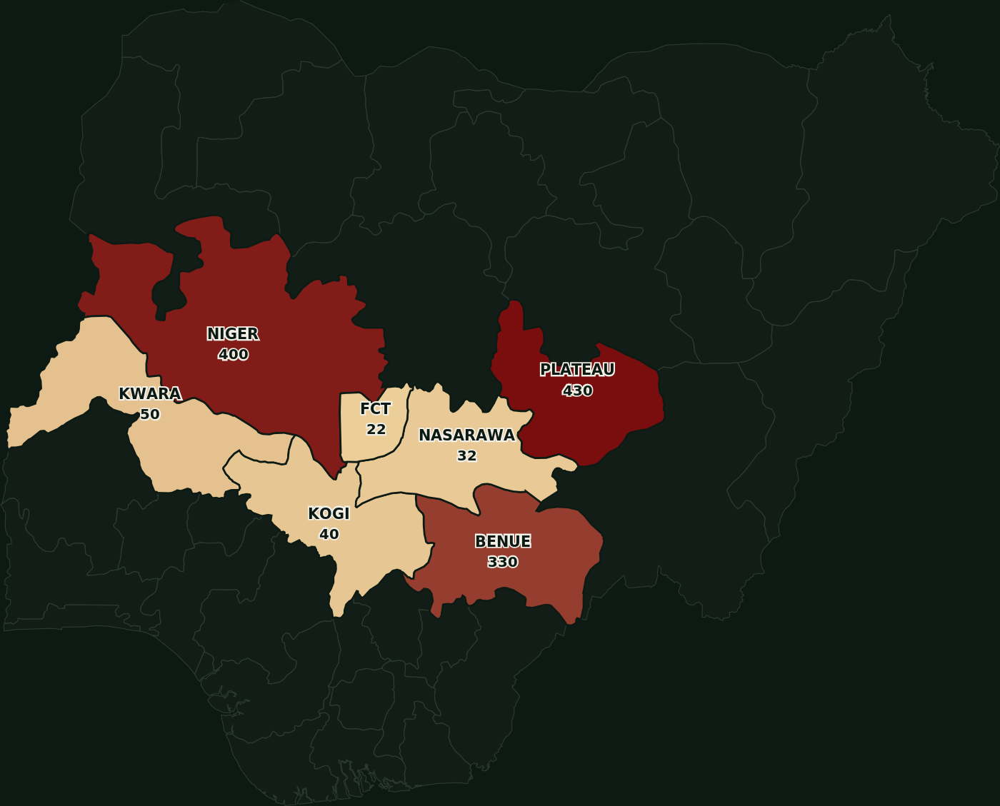 NIGER
400
PLATEAU
430
KWARA
50
FCT
22
NASARAWA
32
KOGI
40
BENUE
330